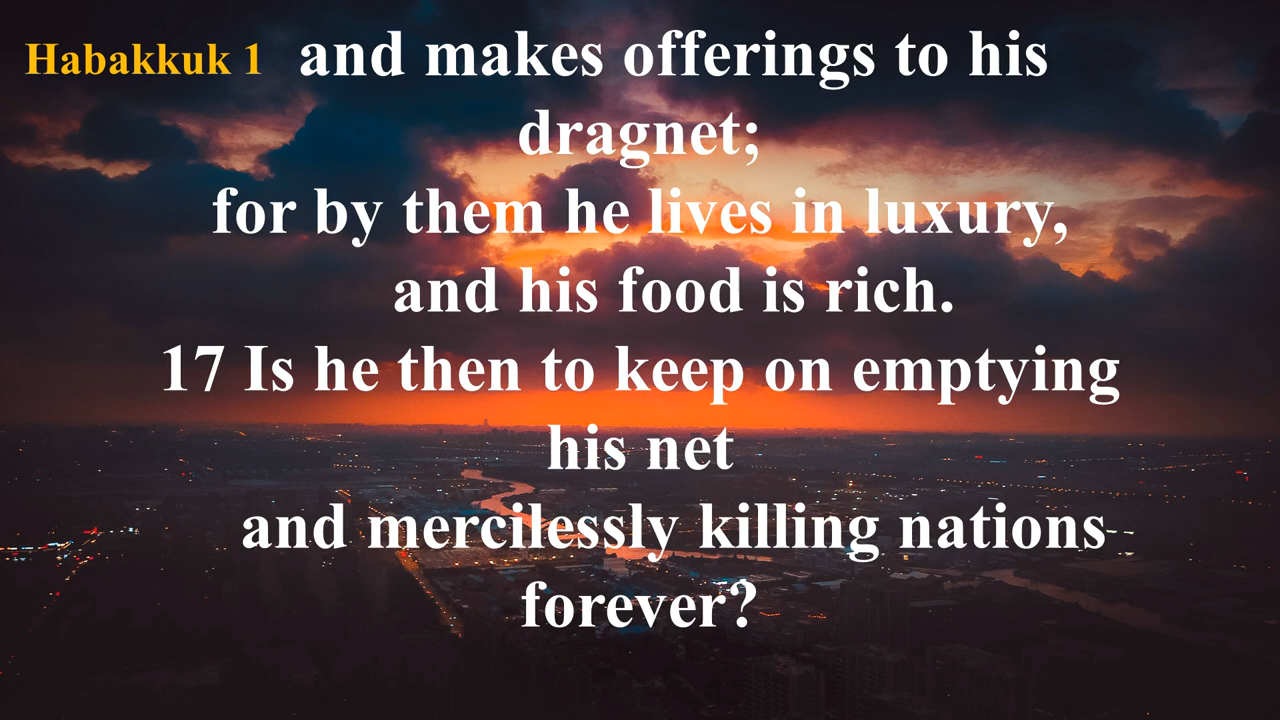 Habakkuk 1
and makes offerings to his
dragnet;
for by them he lives in luxury,
and his food is rich.
17 Is he then to keep on emptying
his net
and mercilessly killing nations
forever?